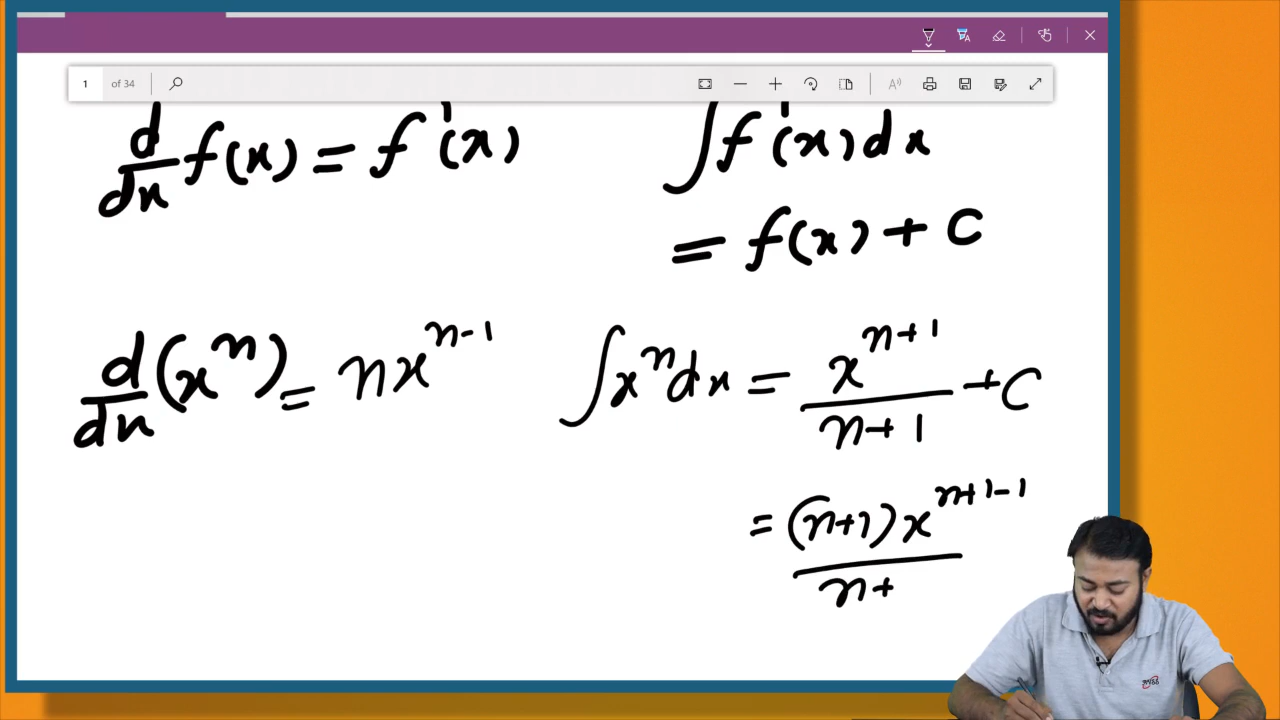 1 of 34
d/dx f(x) = f'(x)
∫f'(x)dx
= f(x) + C
d/dx (x^n) = nx^(n-1)
∫x^n dx = x^(n+1)/(n+1) + C
= (n+1)x^(n+1-1)/(n+